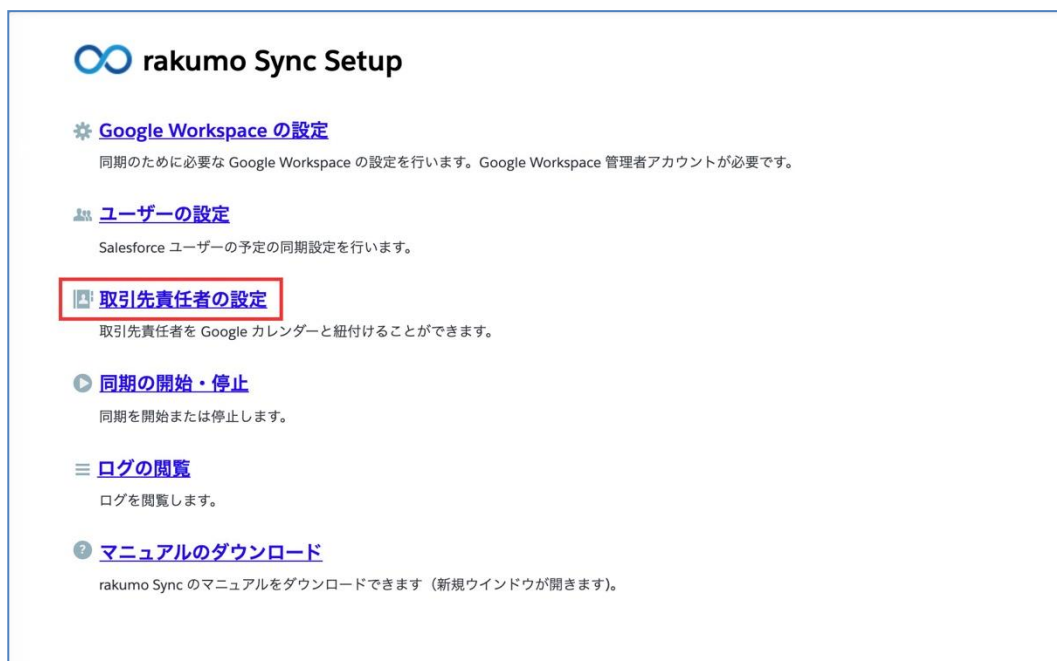 rakumo Sync Setup
Google Workspace の設定
同期のために必要な Google Workspace の設定を行います。Google Workspace 管理者アカウントが必要です。
ユーザーの設定
Salesforce ユーザーの予定の同期設定を行います。
取引先責任者の設定
取引先責任者を Google カレンダーと紐付けることができます。
同期の開始・停止
同期を開始または停止します。
ログの閲覧
ログを閲覧します。
マニュアルのダウンロード
rakumo Sync のマニュアルをダウンロードできます（新規ウインドウが開きます)。